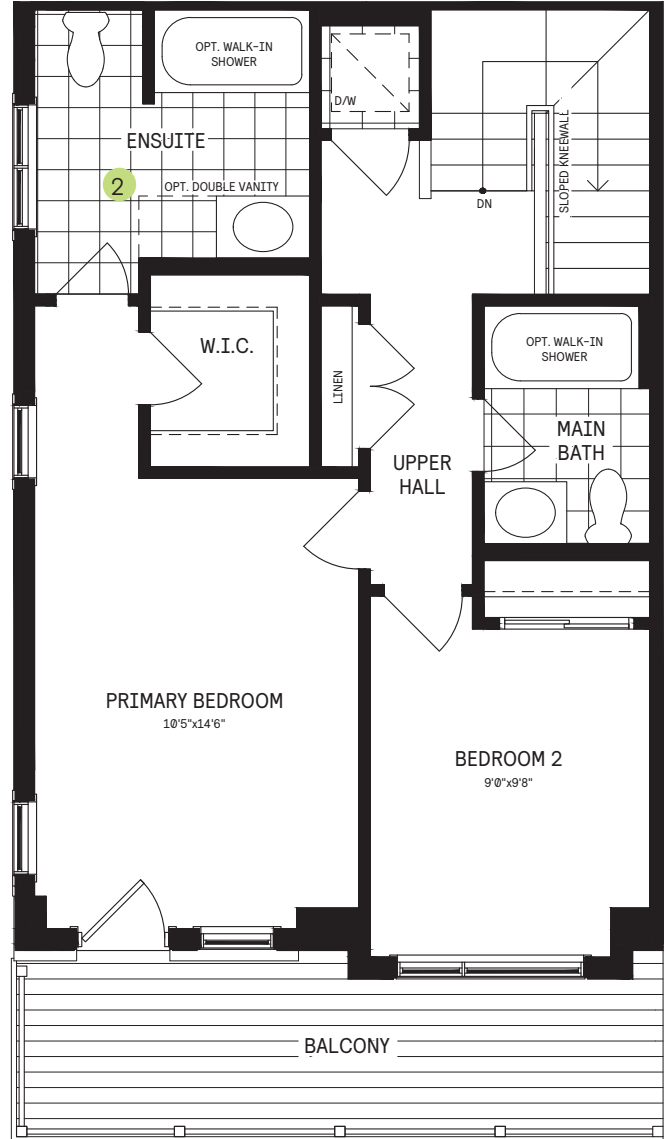 OPT. WALK-IN
SHOWER
D/W
ENSUITE
2
OPT. DOUBLE VANITY
SLOPED KNEEWALL
DN
W.I.C.
LINEN
OPT. WALK-IN
SHOWER
MAIN
BATH
UPPER
HALL
PRIMARY BEDROOM
10'5"x14'6"
BEDROOM 2
9'0"x9'8"
BALCONY